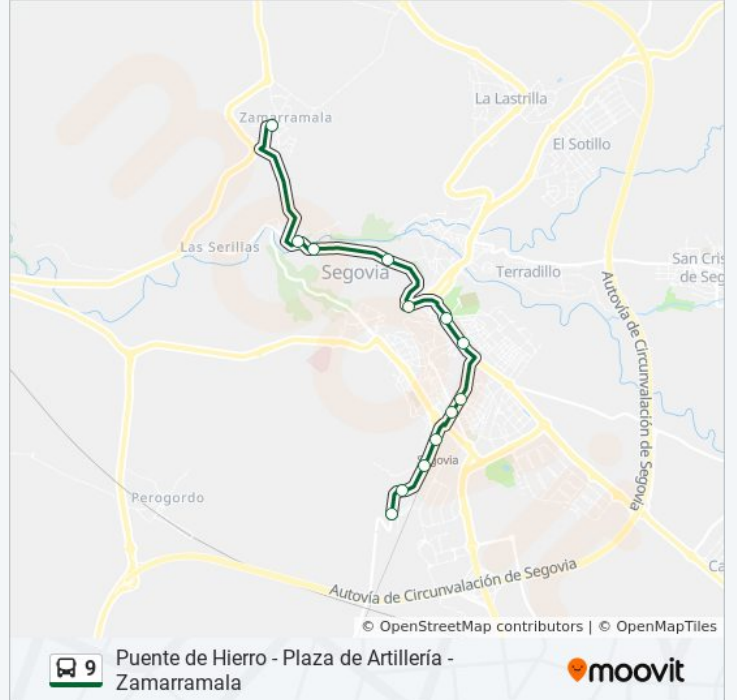 La Lastrilla
Zamarramala
El Sotillo
Las Serillas
San Cris
de Seg
Segovia
Terradillo
Autovía de Circunvalación de Segovia
Segovia
Perogordo
Ca
Autovía de Circunvalación de Segovia
© OpenStreetMap contributors | © OpenMapTiles
9
Puente de Hierro - Plaza de Artillería -
Zamarramala
moovit